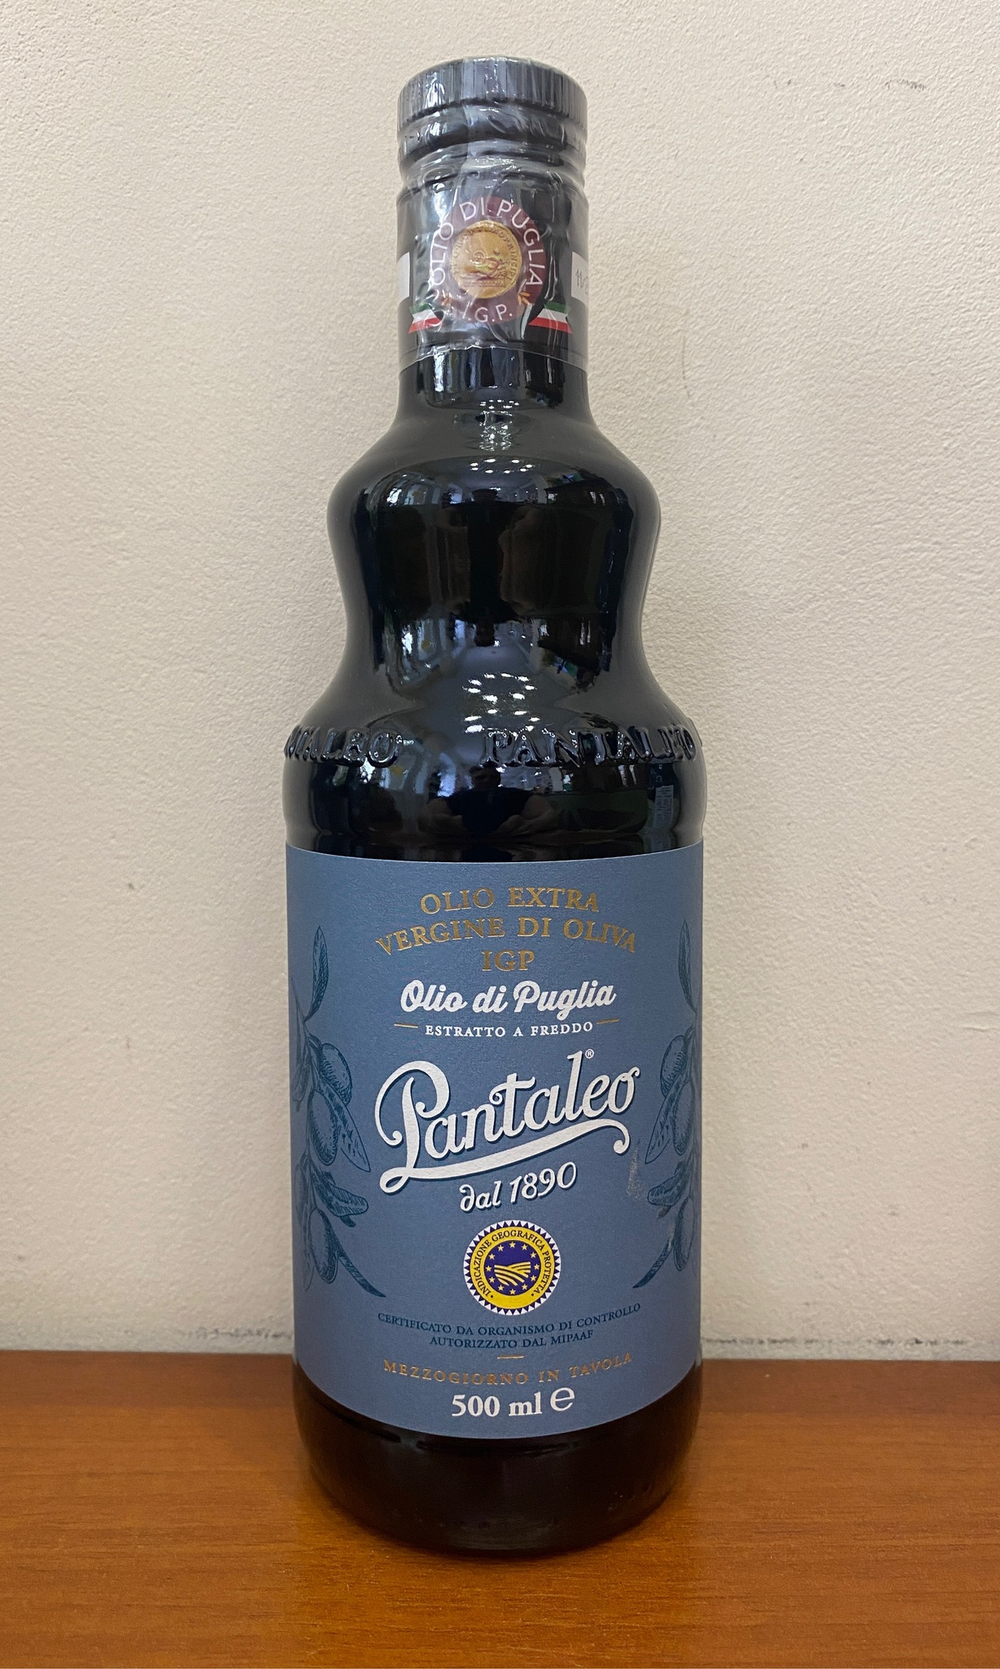 OLIO DI PUGLIA
I.G.P.
PANTALEO
OLIO EXTRA
VERGINE DI OLIVA
IGP
Olio di Puglia
ESTRATTO A FREDDO
Pantaleo®
dal 1890
INDICAZIONE GEOGRAFICA PROTETTA
CERTIFICATO DA ORGANISMO DI CONTROLLO
AUTORIZZATO DAL MIPAAF
MEZZOGIORNO IN TAVOLA
500 ml ℮